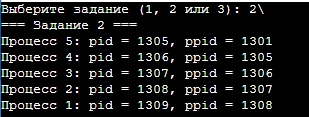 Выберите задание (1, 2 или 3): 2\
=== Задание 2 ===
Процесс 5: pid = 1305, ppid = 1301
Процесс 4: pid = 1306, ppid = 1305
Процесс 3: pid = 1307, ppid = 1306
Процесс 2: pid = 1308, ppid = 1307
Процесс 1: pid = 1309, ppid = 1308